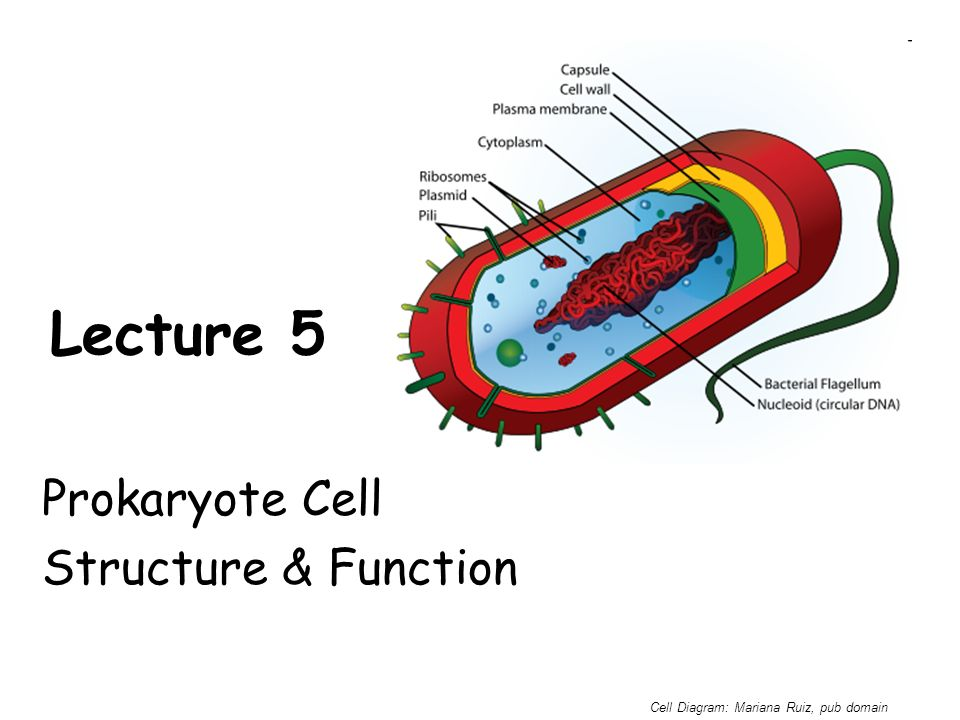 -
Capsule
Cell wall
Plasma membrane
Cytoplasm
Ribosomes
Plasmid
Pili
Lecture 5
Bacterial Flagellum
Nucleoid (circular DNA)
Prokaryote Cell
Structure & Function
Cell Diagram: Mariana Ruiz, pub domain